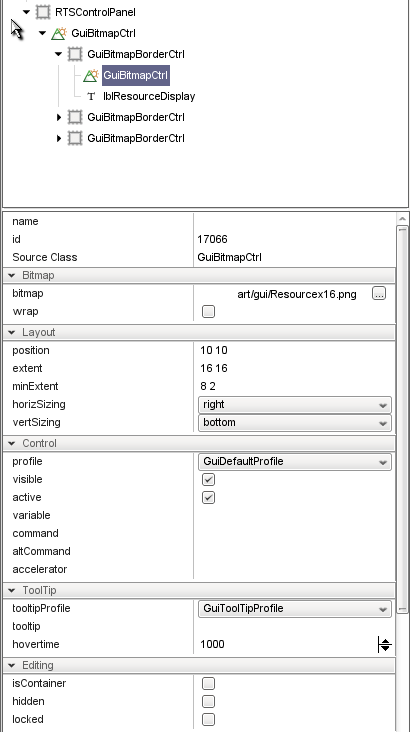 RTSControlPanel
GuiBitmapCtrl
GuiBitmapBorderCtrl
GuiBitmapCtrl
T lblResourceDisplay
GuiBitmapBorderCtrl
GuiBitmapBorderCtrl
name
id 17066
Source Class GuiBitmapCtrl
Bitmap
bitmap art/gui/Resourcex16.png ...
wrap
Layout
position 10 10
extent 16 16
minExtent 8 2
horizSizing right
vertSizing bottom
Control
profile GuiDefaultProfile
visible
active
variable
command
altCommand
accelerator
ToolTip
tooltipProfile GuiToolTipProfile
tooltip
hovertime 1000
Editing
isContainer
hidden
locked